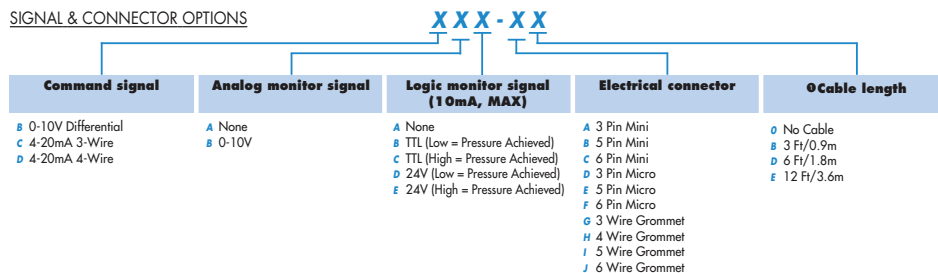 SIGNAL & CONNECTOR OPTIONS
X X X - X X
Command signal
B 0-10V Differential
C 4-20mA 3-Wire
D 4-20mA 4-Wire
Analog monitor signal
A None
B 0-10V
Logic monitor signal
(10mA, MAX)
A None
B TTL (Low = Pressure Achieved)
C TTL (High = Pressure Achieved)
D 24V (Low = Pressure Achieved)
E 24V (High = Pressure Achieved)
Electrical connector
A 3 Pin Mini
B 5 Pin Mini
C 6 Pin Mini
D 3 Pin Micro
E 5 Pin Micro
F 6 Pin Micro
G 3 Wire Grommet
H 4 Wire Grommet
I 5 Wire Grommet
J 6 Wire Grommet
❶Cable length
0 No Cable
B 3 Ft/0.9m
D 6 Ft/1.8m
E 12 Ft/3.6m